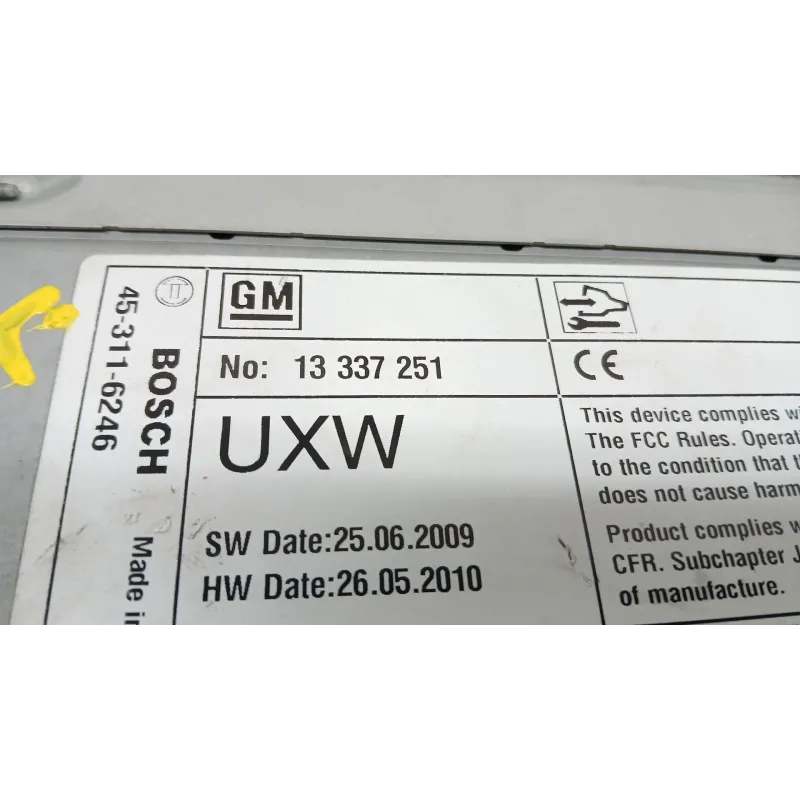 GM
No: 13 337 251
CE
UXW
SW Date:25.06.2009
HW Date:26.05.2010
This device complies
The FCC Rules.
to the condition that
does not cause
Product complies
CFR. Subchapter J
of manufacture.
45-311-6246
BOSCH
Made in